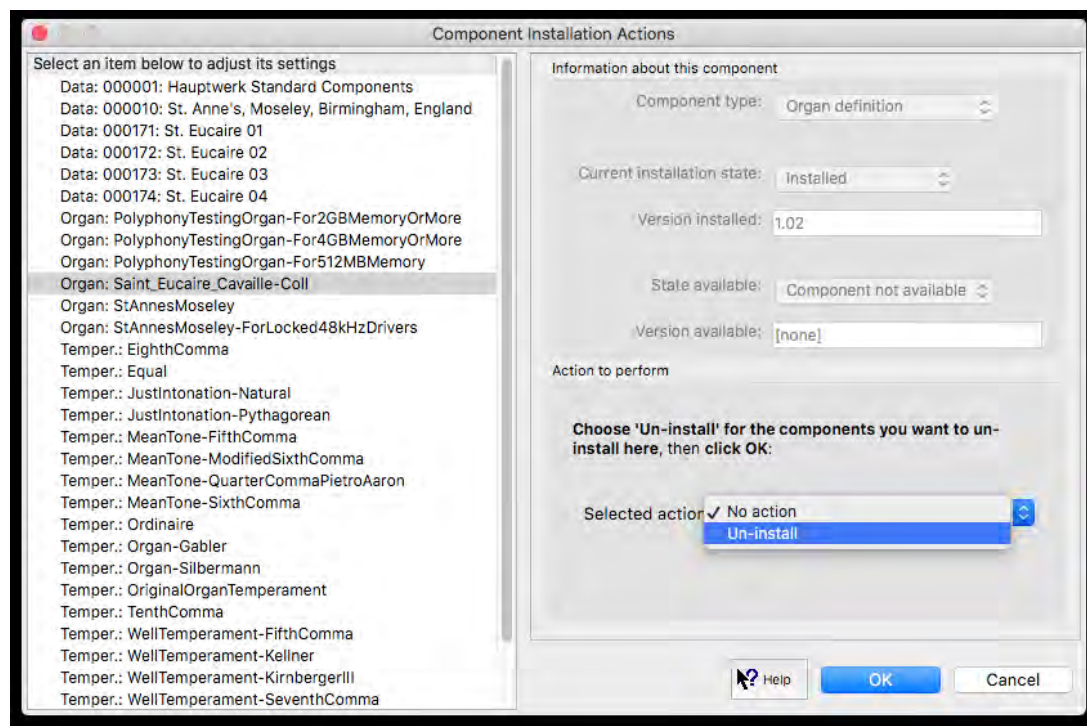 Component Installation Actions
Select an item below to adjust its settings
Data: 000001: Hauptwerk Standard Components
Data: 000010: St. Anne's, Moseley, Birmingham, England
Data: 000171: St. Eucaire 01
Data: 000172: St. Eucaire 02
Data: 000173: St. Eucaire 03
Data: 000174: St. Eucaire 04
Organ: PolyphonyTestingOrgan-For2GBMemoryOrMore
Organ: PolyphonyTestingOrgan-For4GBMemoryOrMore
Organ: PolyphonyTestingOrgan-For512MBMemory
Organ: Saint_Eucaire_Cavaille-Coll
Organ: StAnnesMoseley
Organ: StAnnesMoseley-ForLocked48kHzDrivers
Temper.: EighthComma
Temper.: Equal
Temper.: JustIntonation-Natural
Temper.: JustIntonation-Pythagorean
Temper.: MeanTone-FifthComma
Temper.: MeanTone-ModifiedSixthComma
Temper.: MeanTone-QuarterCommaPietroAaron
Temper.: MeanTone-SixthComma
Temper.: Ordinaire
Temper.: Organ-Gabler
Temper.: Organ-Silbermann
Temper.: OriginalOrganTemperament
Temper.: TenthComma
Temper.: WellTemperament-FifthComma
Temper.: WellTemperament-Kellner
Temper.: WellTemperament-KirnbergerIII
Temper.: WellTemperament-SeventhComma
Information about this component
Component type: Organ definition
Current installation state: Installed
Version installed: 1.02
State available: Component not available
Version available: [none]
Action to perform
Choose 'Un-install' for the components you want to un-
install here, then click OK:
Selected action ✓ No action
Un-install
? Help OK Cancel